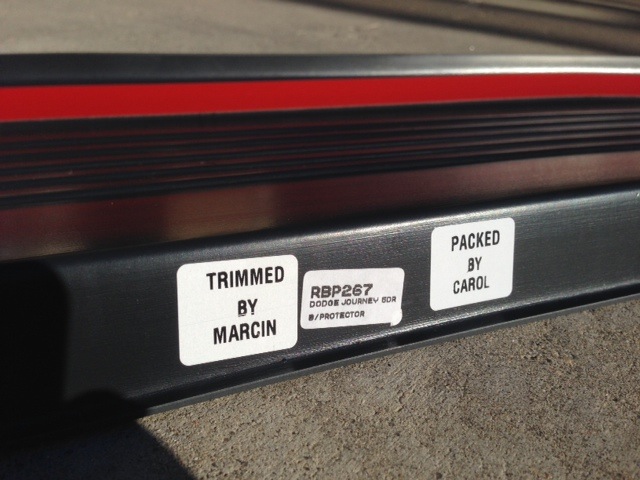 TRIMMED
BY
MARCIN
RBP267
DODGE JOURNEY 5DR
B/PROTECTOR
PACKED
BY
CAROL